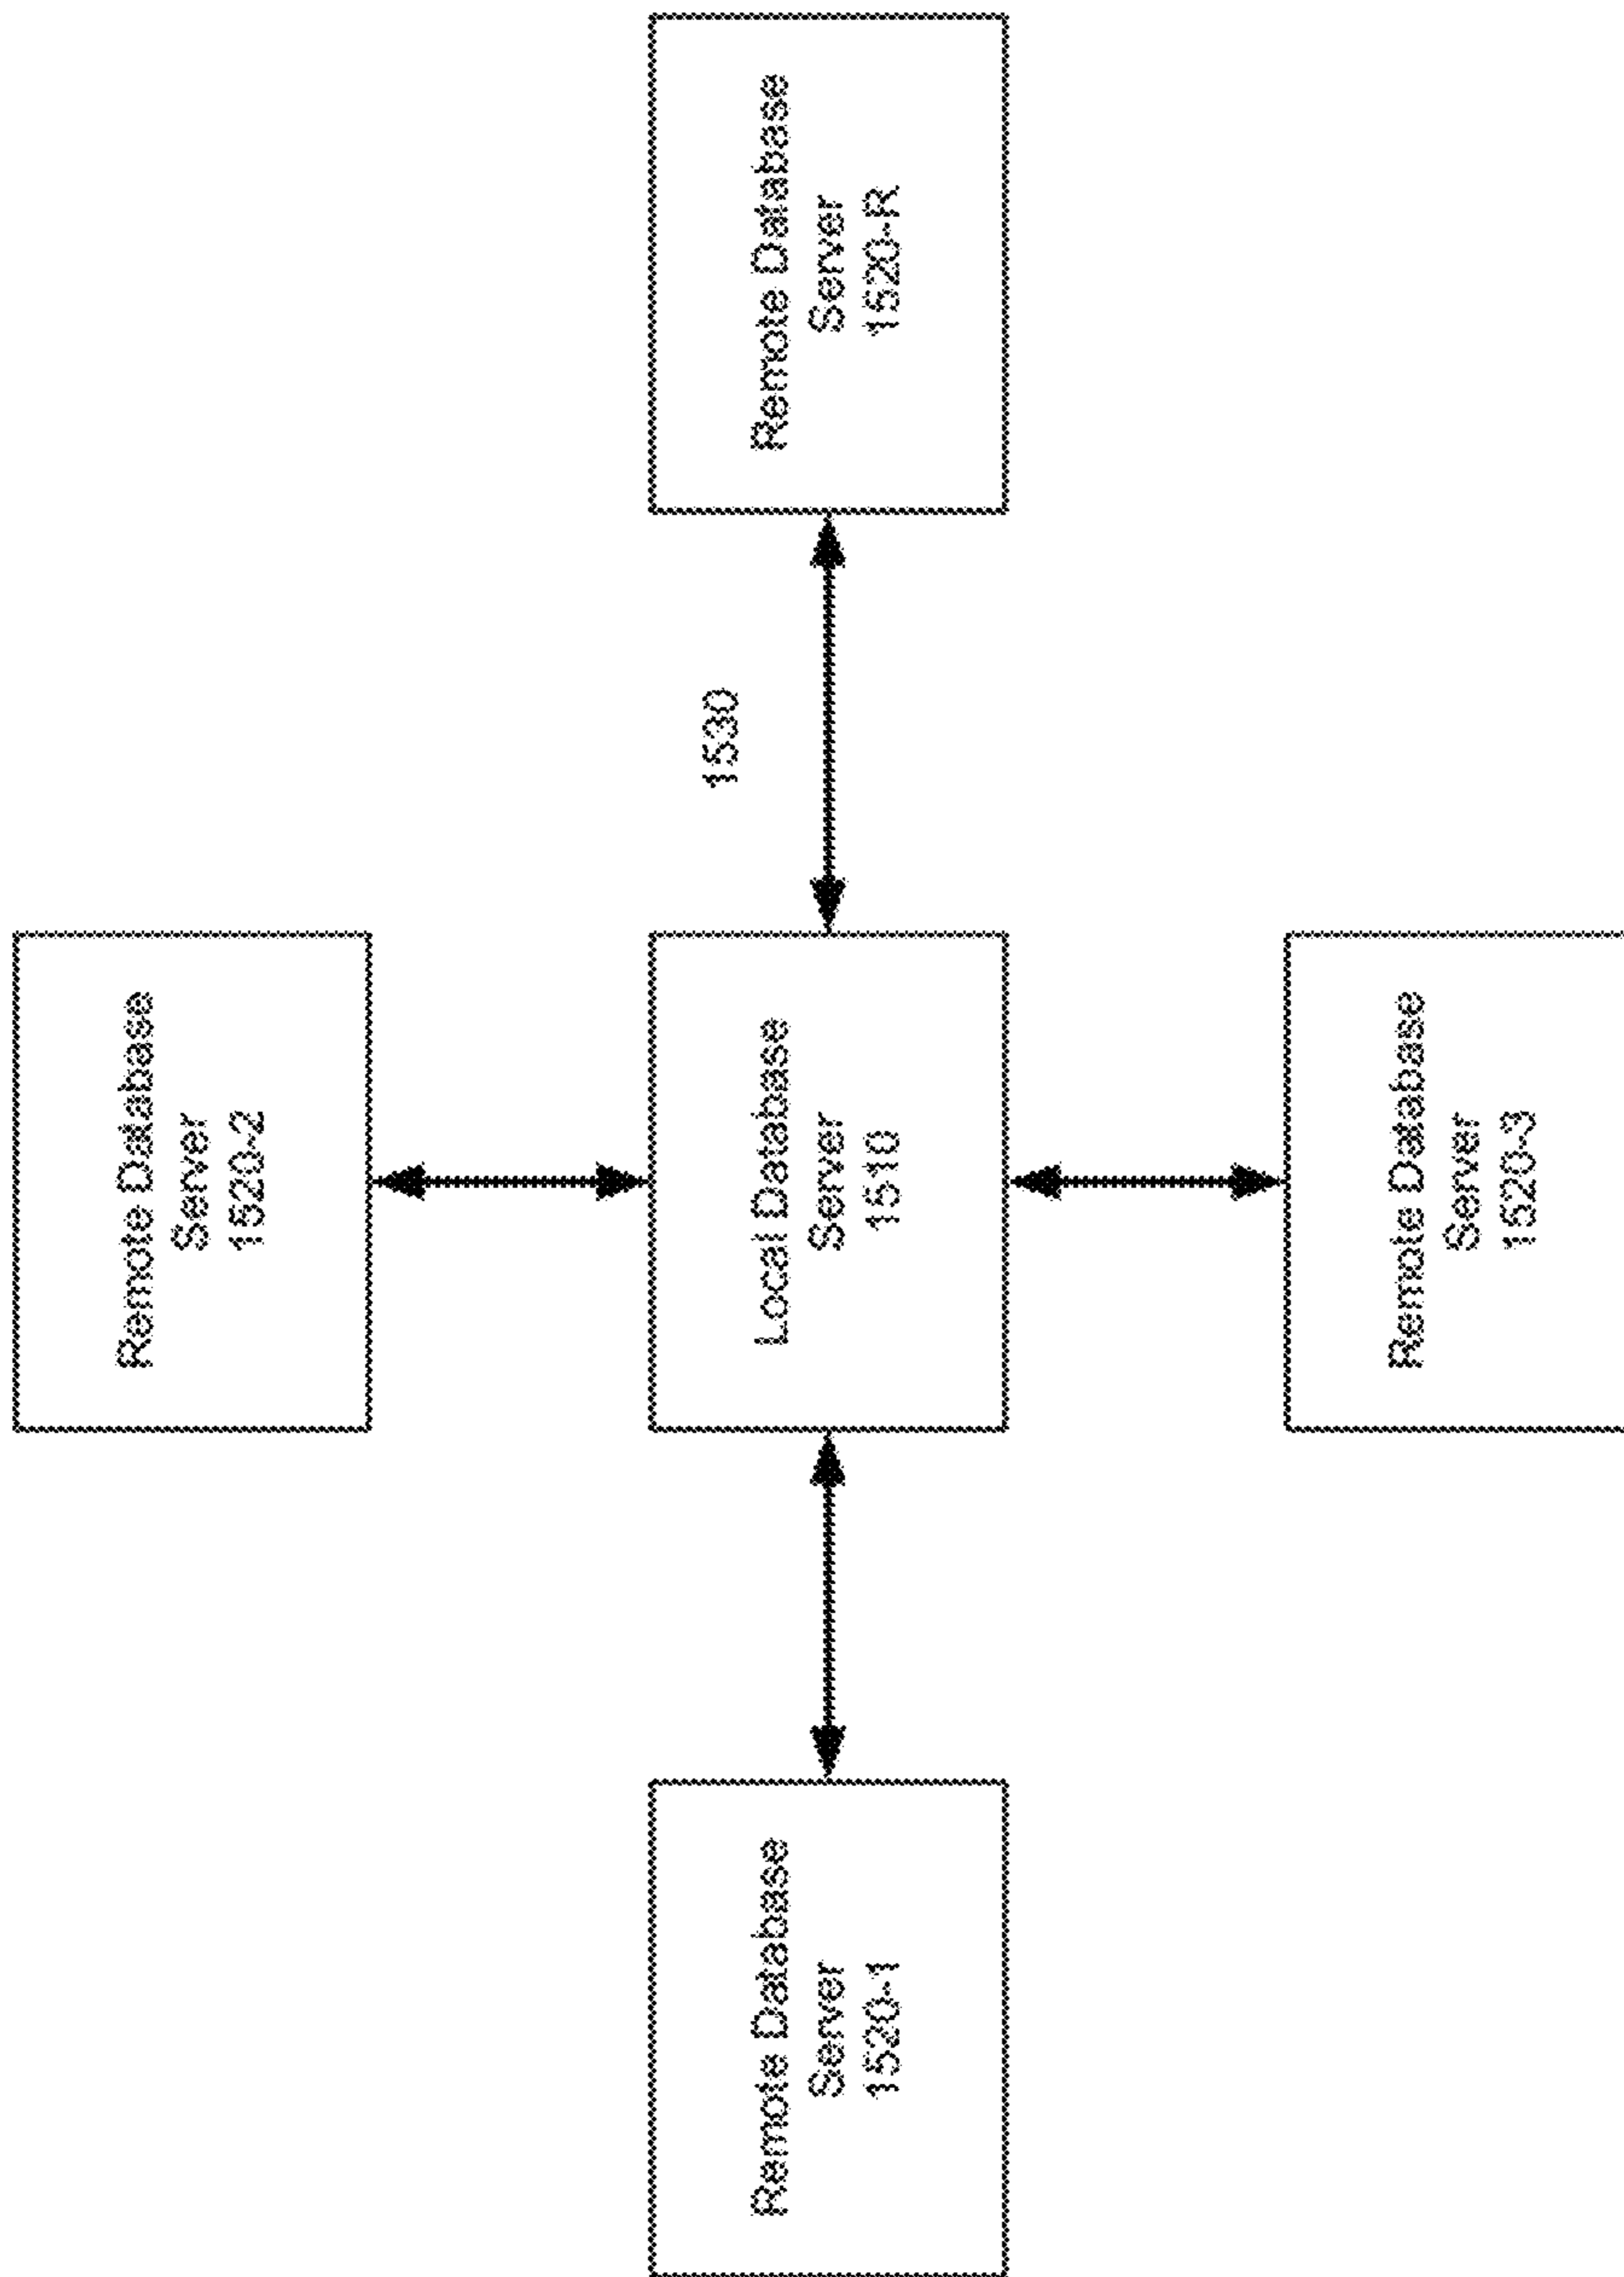 Remote Database
Server
1520-2
Remote Database
Server
1520-1
Local Database
Server
1510
1530
Remote Database
Server
1520-R
Remote Database
Server
1520-3